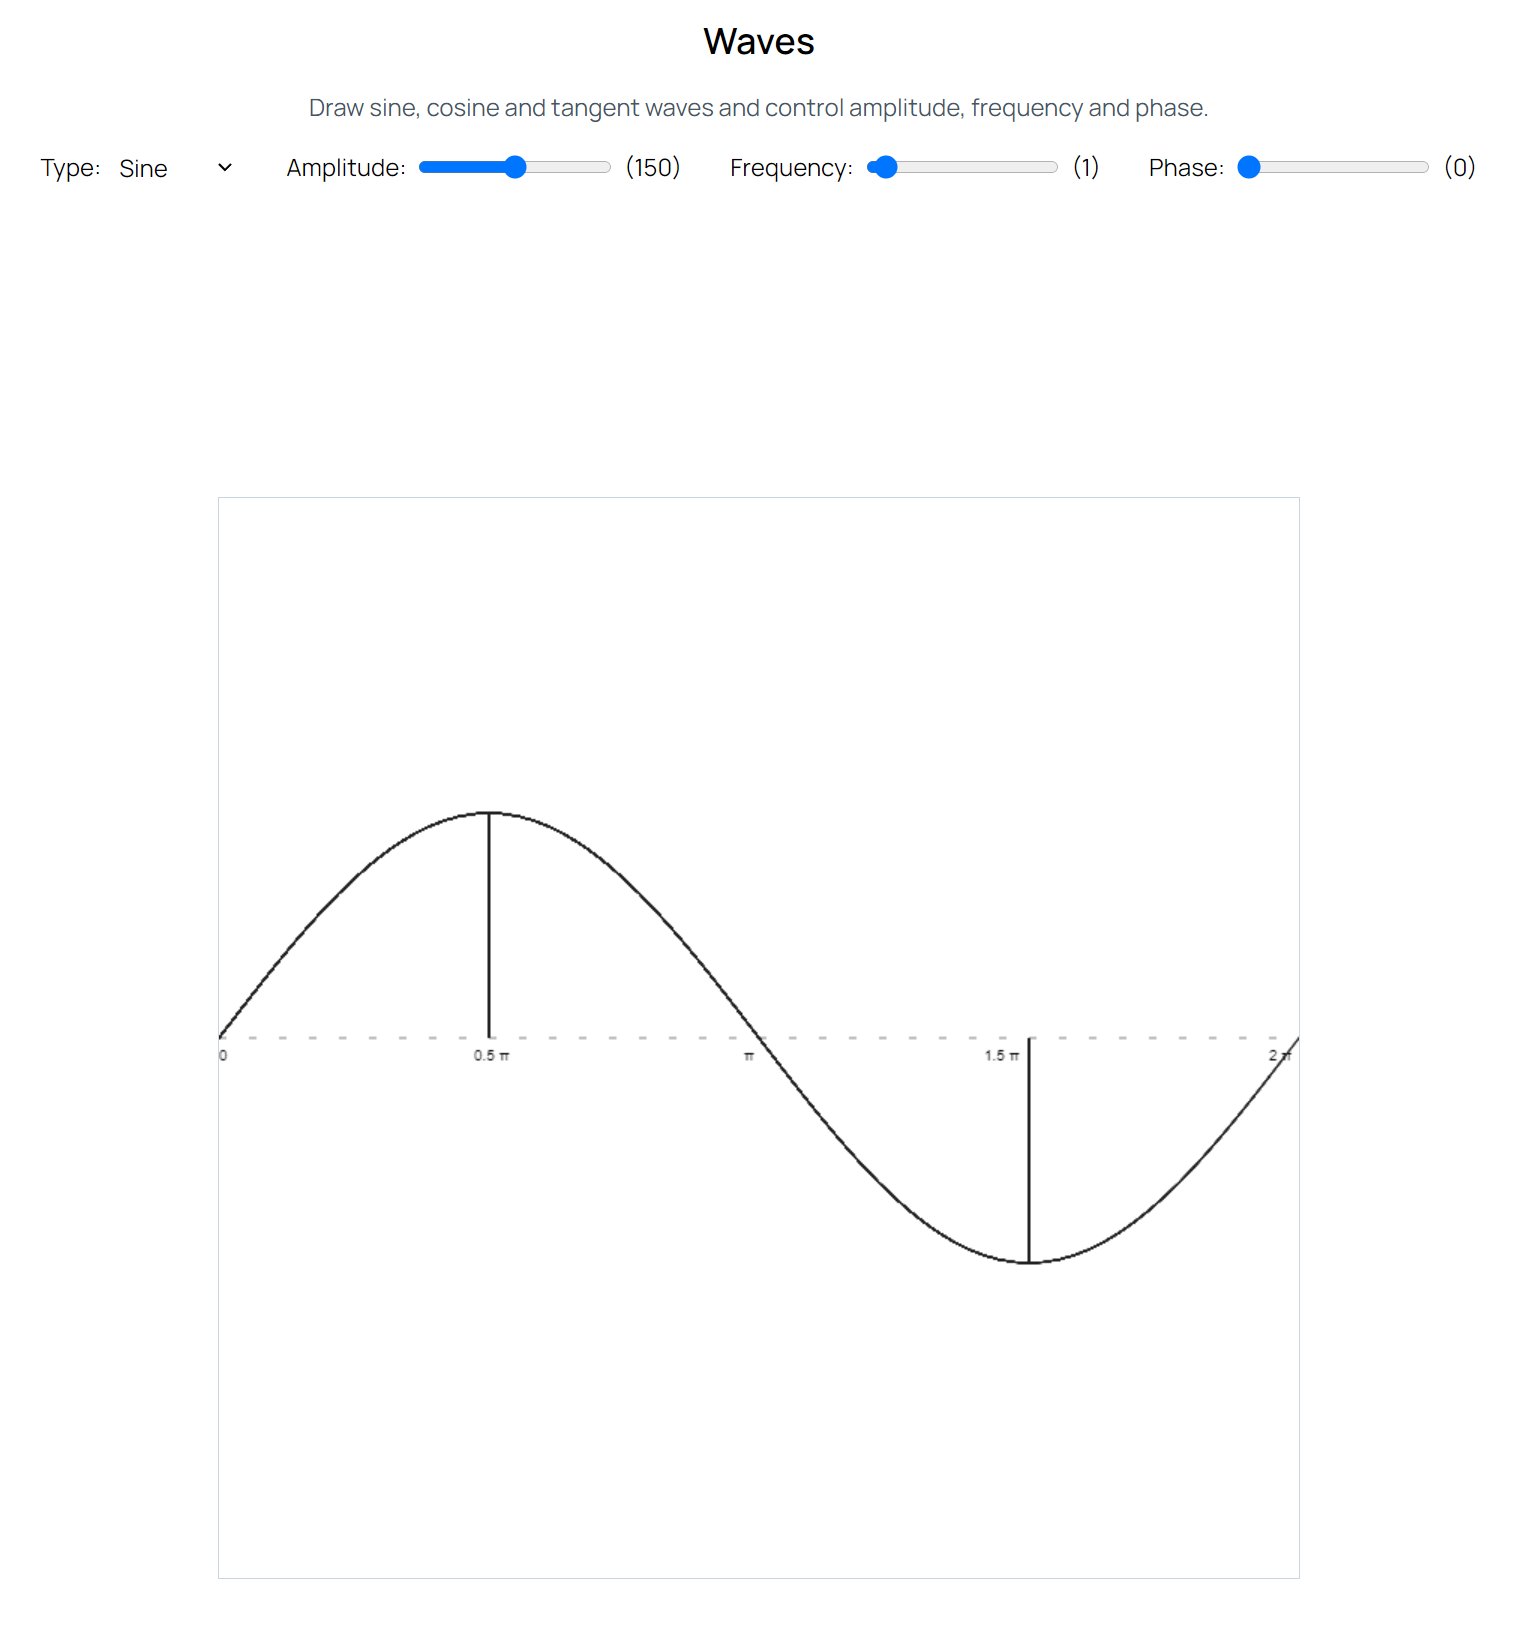 Waves
Draw sine, cosine and tangent waves and control amplitude, frequency and phase.
Type: Sine Amplitude: (150) Frequency: (1) Phase: (0)
0 0.5 π π 1.5 π 2 π